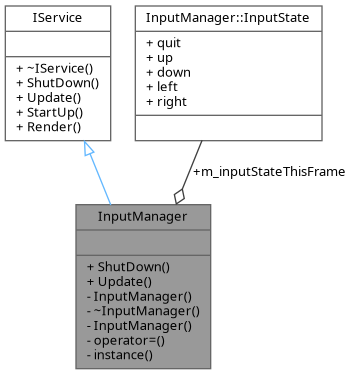 IService
+ ~IService()
+ ShutDown()
+ Update()
+ StartUp()
+ Render()
InputManager::InputState
+ quit
+ up
+ down
+ left
+ right
+m_inputStateThisFrame
InputManager
+ ShutDown()
+ Update()
- InputManager()
- ~InputManager()
- InputManager()
- operator=()
- instance()